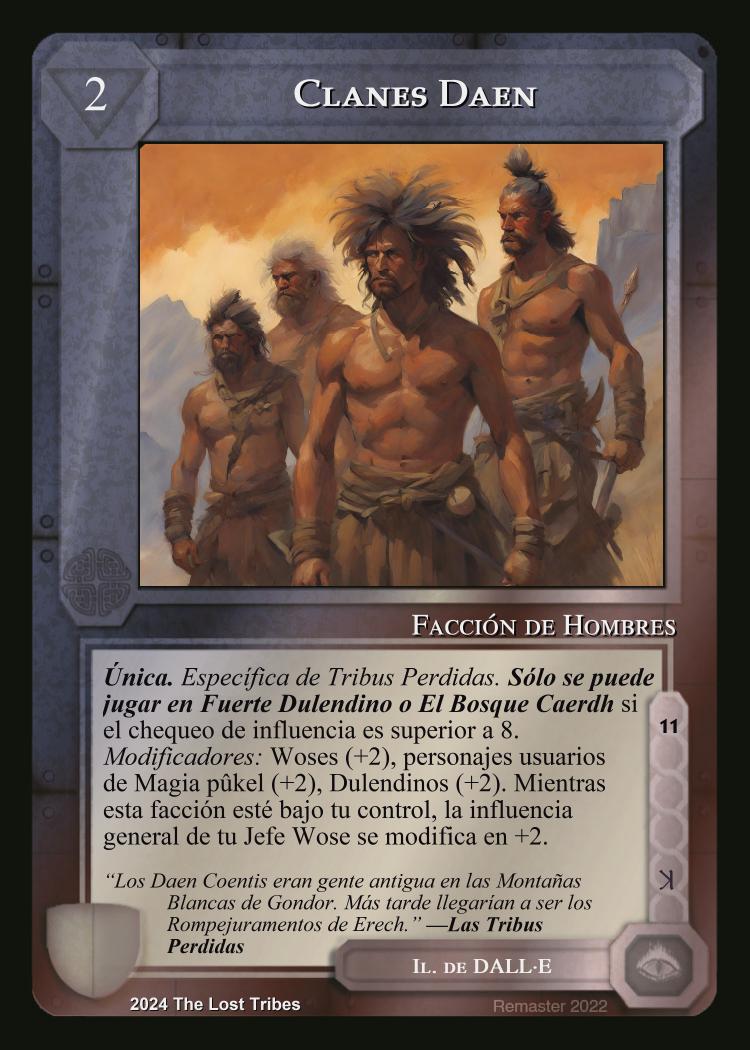 2
Clanes Daen
Facción de Hombres
Única. Específica de Tribus Perdidas. Sólo se puede
jugar en Fuerte Dulendino o El Bosque Caerdh si
el chequeo de influencia es superior a 8.
Modificadores: Woses (+2), personajes usuarios
de Magia pûkel (+2), Dulendinos (+2). Mientras
esta facción esté bajo tu control, la influencia
general de tu Jefe Wose se modifica en +2.
11
“Los Daen Coentis eran gente antigua en las Montañas
Blancas de Gondor. Más tarde llegarían a ser los
Rompejuramentos de Erech.” —Las Tribus
Perdidas
Il. de DALL·E
2024 The Lost Tribes
Remaster 2022